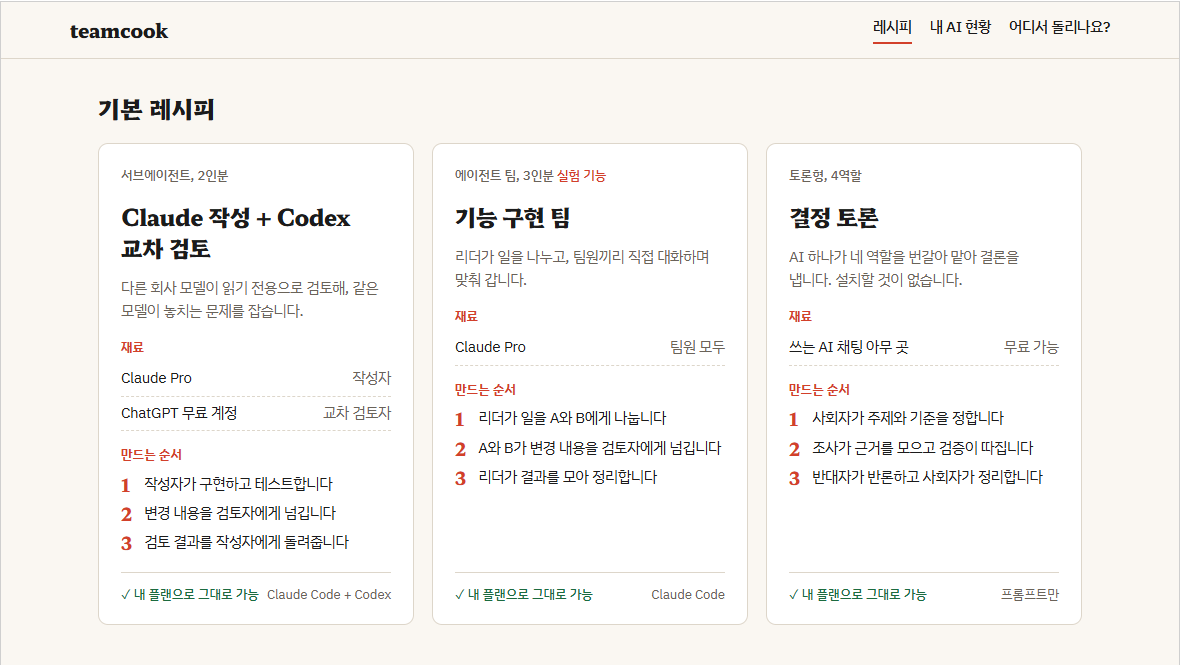 teamcook
레시피 내 AI 현황 어디서 돌리나요?
기본 레시피
서브에이전트, 2인분
Claude 작성 + Codex
교차 검토
다른 회사 모델이 읽기 전용으로 검토해, 같은
모델이 놓치는 문제를 잡습니다.
재료
Claude Pro 작성자
ChatGPT 무료 계정 교차 검토자
만드는 순서
1 작성자가 구현하고 테스트합니다
2 변경 내용을 검토자에게 넘깁니다
3 검토 결과를 작성자에게 돌려줍니다
✓ 내 플랜으로 그대로 가능 Claude Code + Codex
에이전트 팀, 3인분 실험 기능
기능 구현 팀
리더가 일을 나누고, 팀원끼리 직접 대화하며
맞춰 갑니다.
재료
Claude Pro 팀원 모두
만드는 순서
1 리더가 일을 A와 B에게 나눕니다
2 A와 B가 변경 내용을 검토자에게 넘깁니다
3 리더가 결과를 모아 정리합니다
✓ 내 플랜으로 그대로 가능 Claude Code
토론형, 4역할
결정 토론
AI 하나가 네 역할을 번갈아 맡아 결론을
냅니다. 설치할 것이 없습니다.
재료
쓰는 AI 채팅 아무 곳 무료 가능
만드는 순서
1 사회자가 주제와 기준을 정합니다
2 조사가 근거를 모으고 검증이 따집니다
3 반대자가 반론하고 사회자가 정리합니다
✓ 내 플랜으로 그대로 가능 프롬프트만